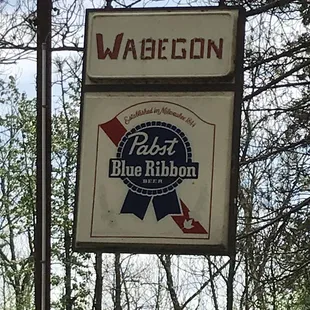 WABEGON
Established in Milwaukee 1844
Pabst
Blue Ribbon
BEER